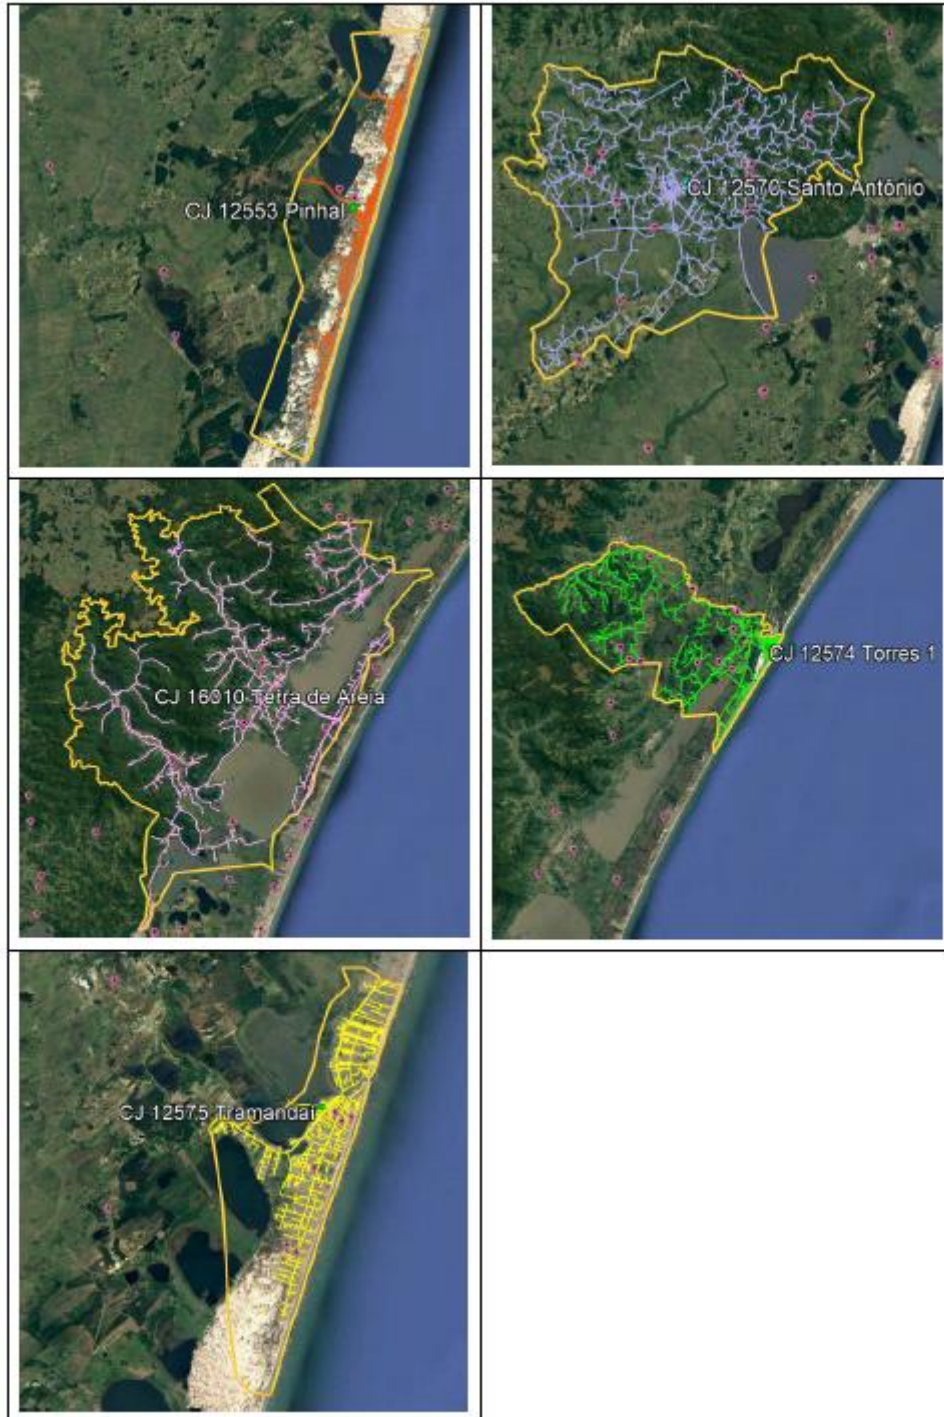 CJ 12553 Pinhal
CJ 12570 Santo Antônio
CJ 16010 Terra de Areia
CJ 12574 Torres 1
CJ 12575 Tramandaí